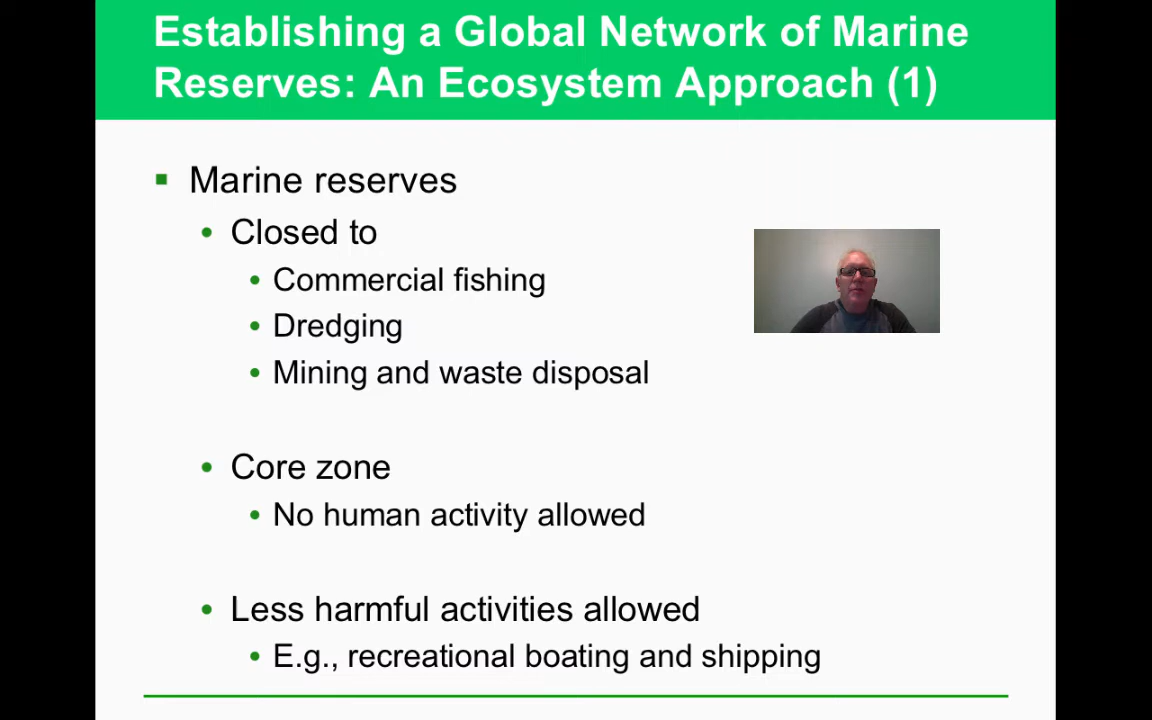 Establishing a Global Network of Marine
Reserves: An Ecosystem Approach (1)
Marine reserves
Closed to
Commercial fishing
Dredging
Mining and waste disposal
Core zone
No human activity allowed
Less harmful activities allowed
E.g., recreational boating and shipping